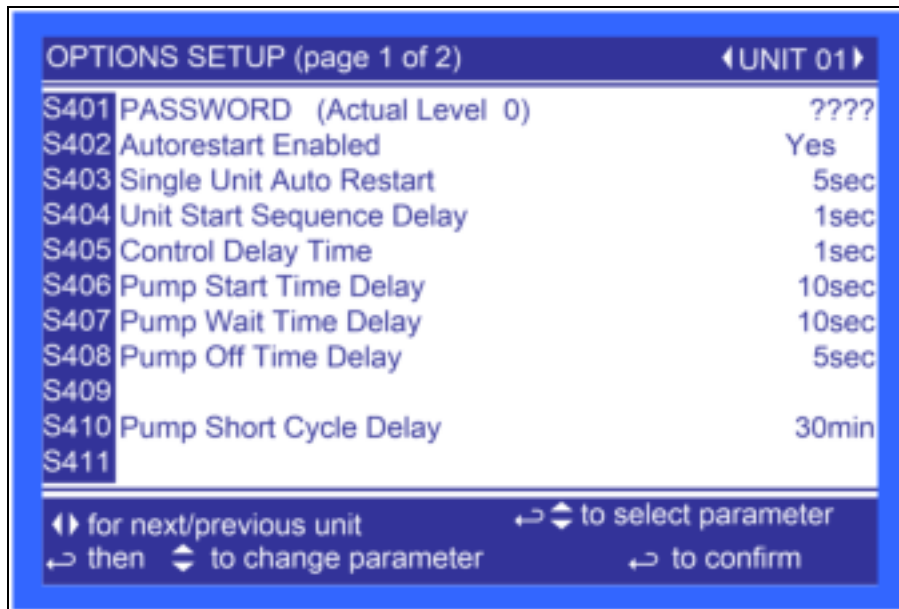 OPTIONS SETUP (page 1 of 2) UNIT 01
S401 PASSWORD (Actual Level 0) ????
S402 Autorestart Enabled Yes
S403 Single Unit Auto Restart 5sec
S404 Unit Start Sequence Delay 1sec
S405 Control Delay Time 1sec
S406 Pump Start Time Delay 10sec
S407 Pump Wait Time Delay 10sec
S408 Pump Off Time Delay 5sec
S409
S410 Pump Short Cycle Delay 30min
S411
for next/previous unit to select parameter
then to change parameter to confirm